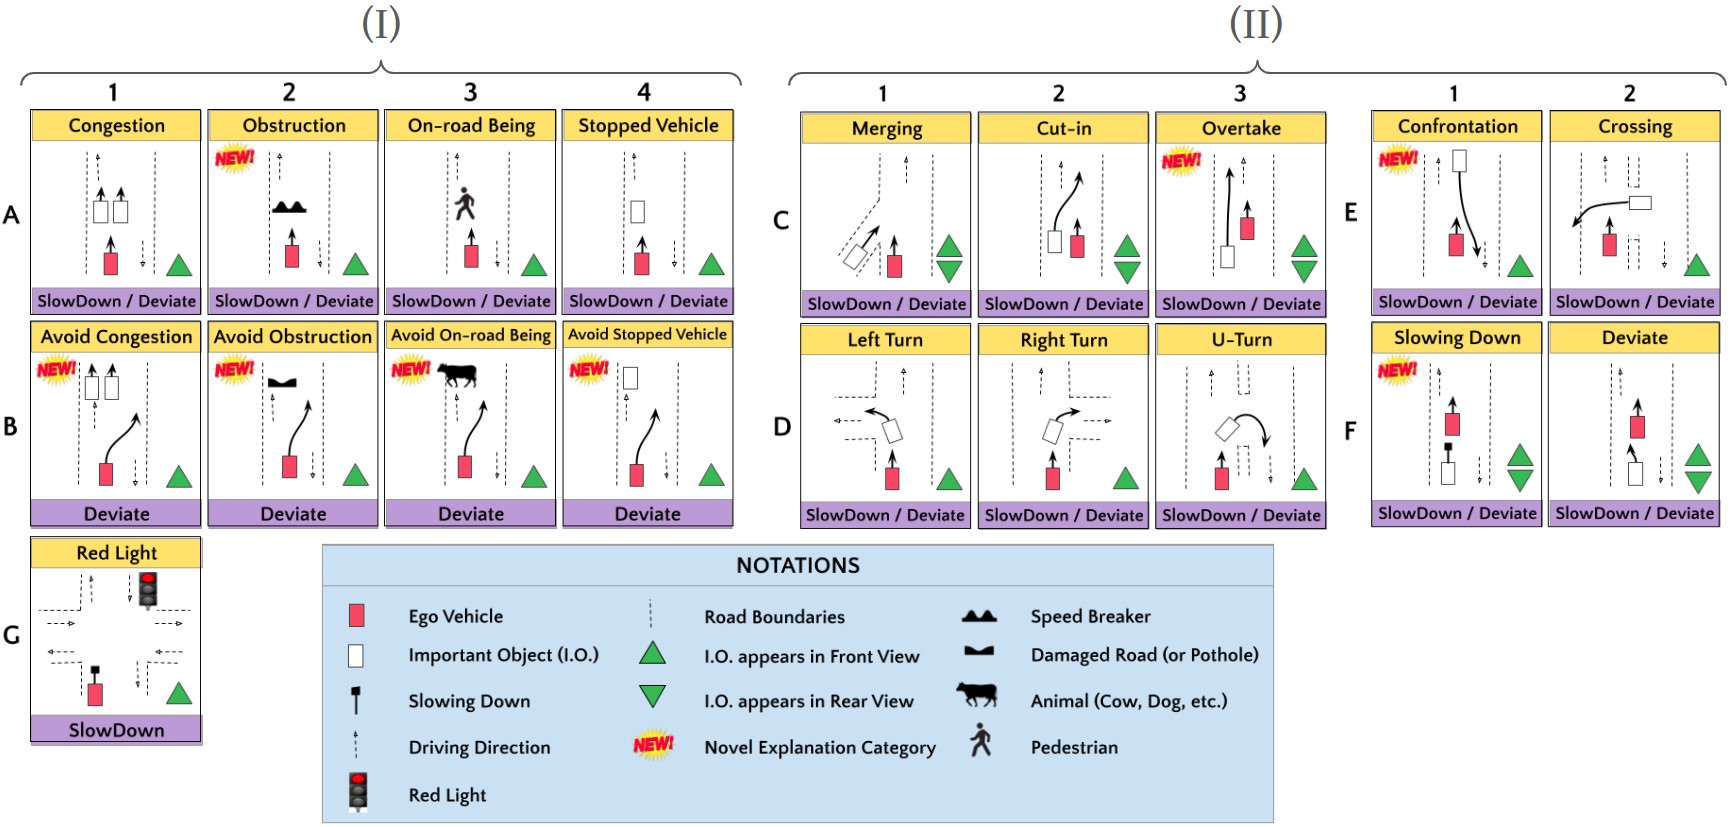 (I) (II)
1 2 3 4 1 2 3 1 2
A
Congestion Obstruction On-road Being Stopped Vehicle
NEW!
SlowDown / Deviate SlowDown / Deviate SlowDown / Deviate SlowDown / Deviate
C
Merging Cut-in Overtake
NEW!
SlowDown / Deviate SlowDown / Deviate SlowDown / Deviate
E
Confrontation Crossing
NEW!
SlowDown / Deviate SlowDown / Deviate
B
Avoid Congestion Avoid Obstruction Avoid On-road Being Avoid Stopped Vehicle
NEW! NEW! NEW! NEW!
Deviate Deviate Deviate Deviate
D
Left Turn Right Turn U-Turn
SlowDown / Deviate SlowDown / Deviate SlowDown / Deviate
F
Slowing Down Deviate
NEW!
SlowDown / Deviate SlowDown / Deviate
G
Red Light
SlowDown
NOTATIONS
Ego Vehicle Road Boundaries Speed Breaker
Important Object (I.O.) I.O. appears in Front View Damaged Road (or Pothole)
Slowing Down I.O. appears in Rear View Animal (Cow, Dog, etc.)
Driving Direction NEW! Novel Explanation Category Pedestrian
Red Light